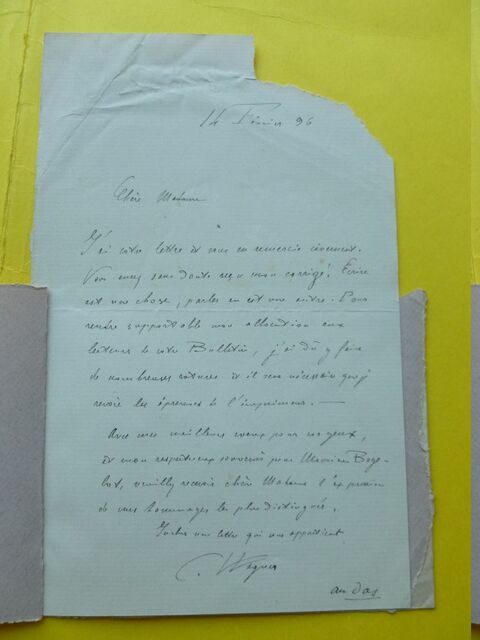 14 Février 96
Chère Madame
J'ai votre lettre et vous en remercie vivement.
Vous avez sans doute reçu mon corrigé. Écrire
est une chose, parler en est une autre. Pour
rendre supportable mon allocution aux
lecteurs de votre Bulletin, j'ai dû y faire
de nombreuses ratures et il sera nécessaire que j'
revoie les épreuves de l'imprimeur. —
Avec mes meilleurs vœux pour vos yeux,
et mon respectueux souvenir pour Monsieur
veuillez recevoir chère Madame l'expression
de mes hommages les plus distingués.
Inclus une lettre qui vous appartient
C. Wagner
au dos